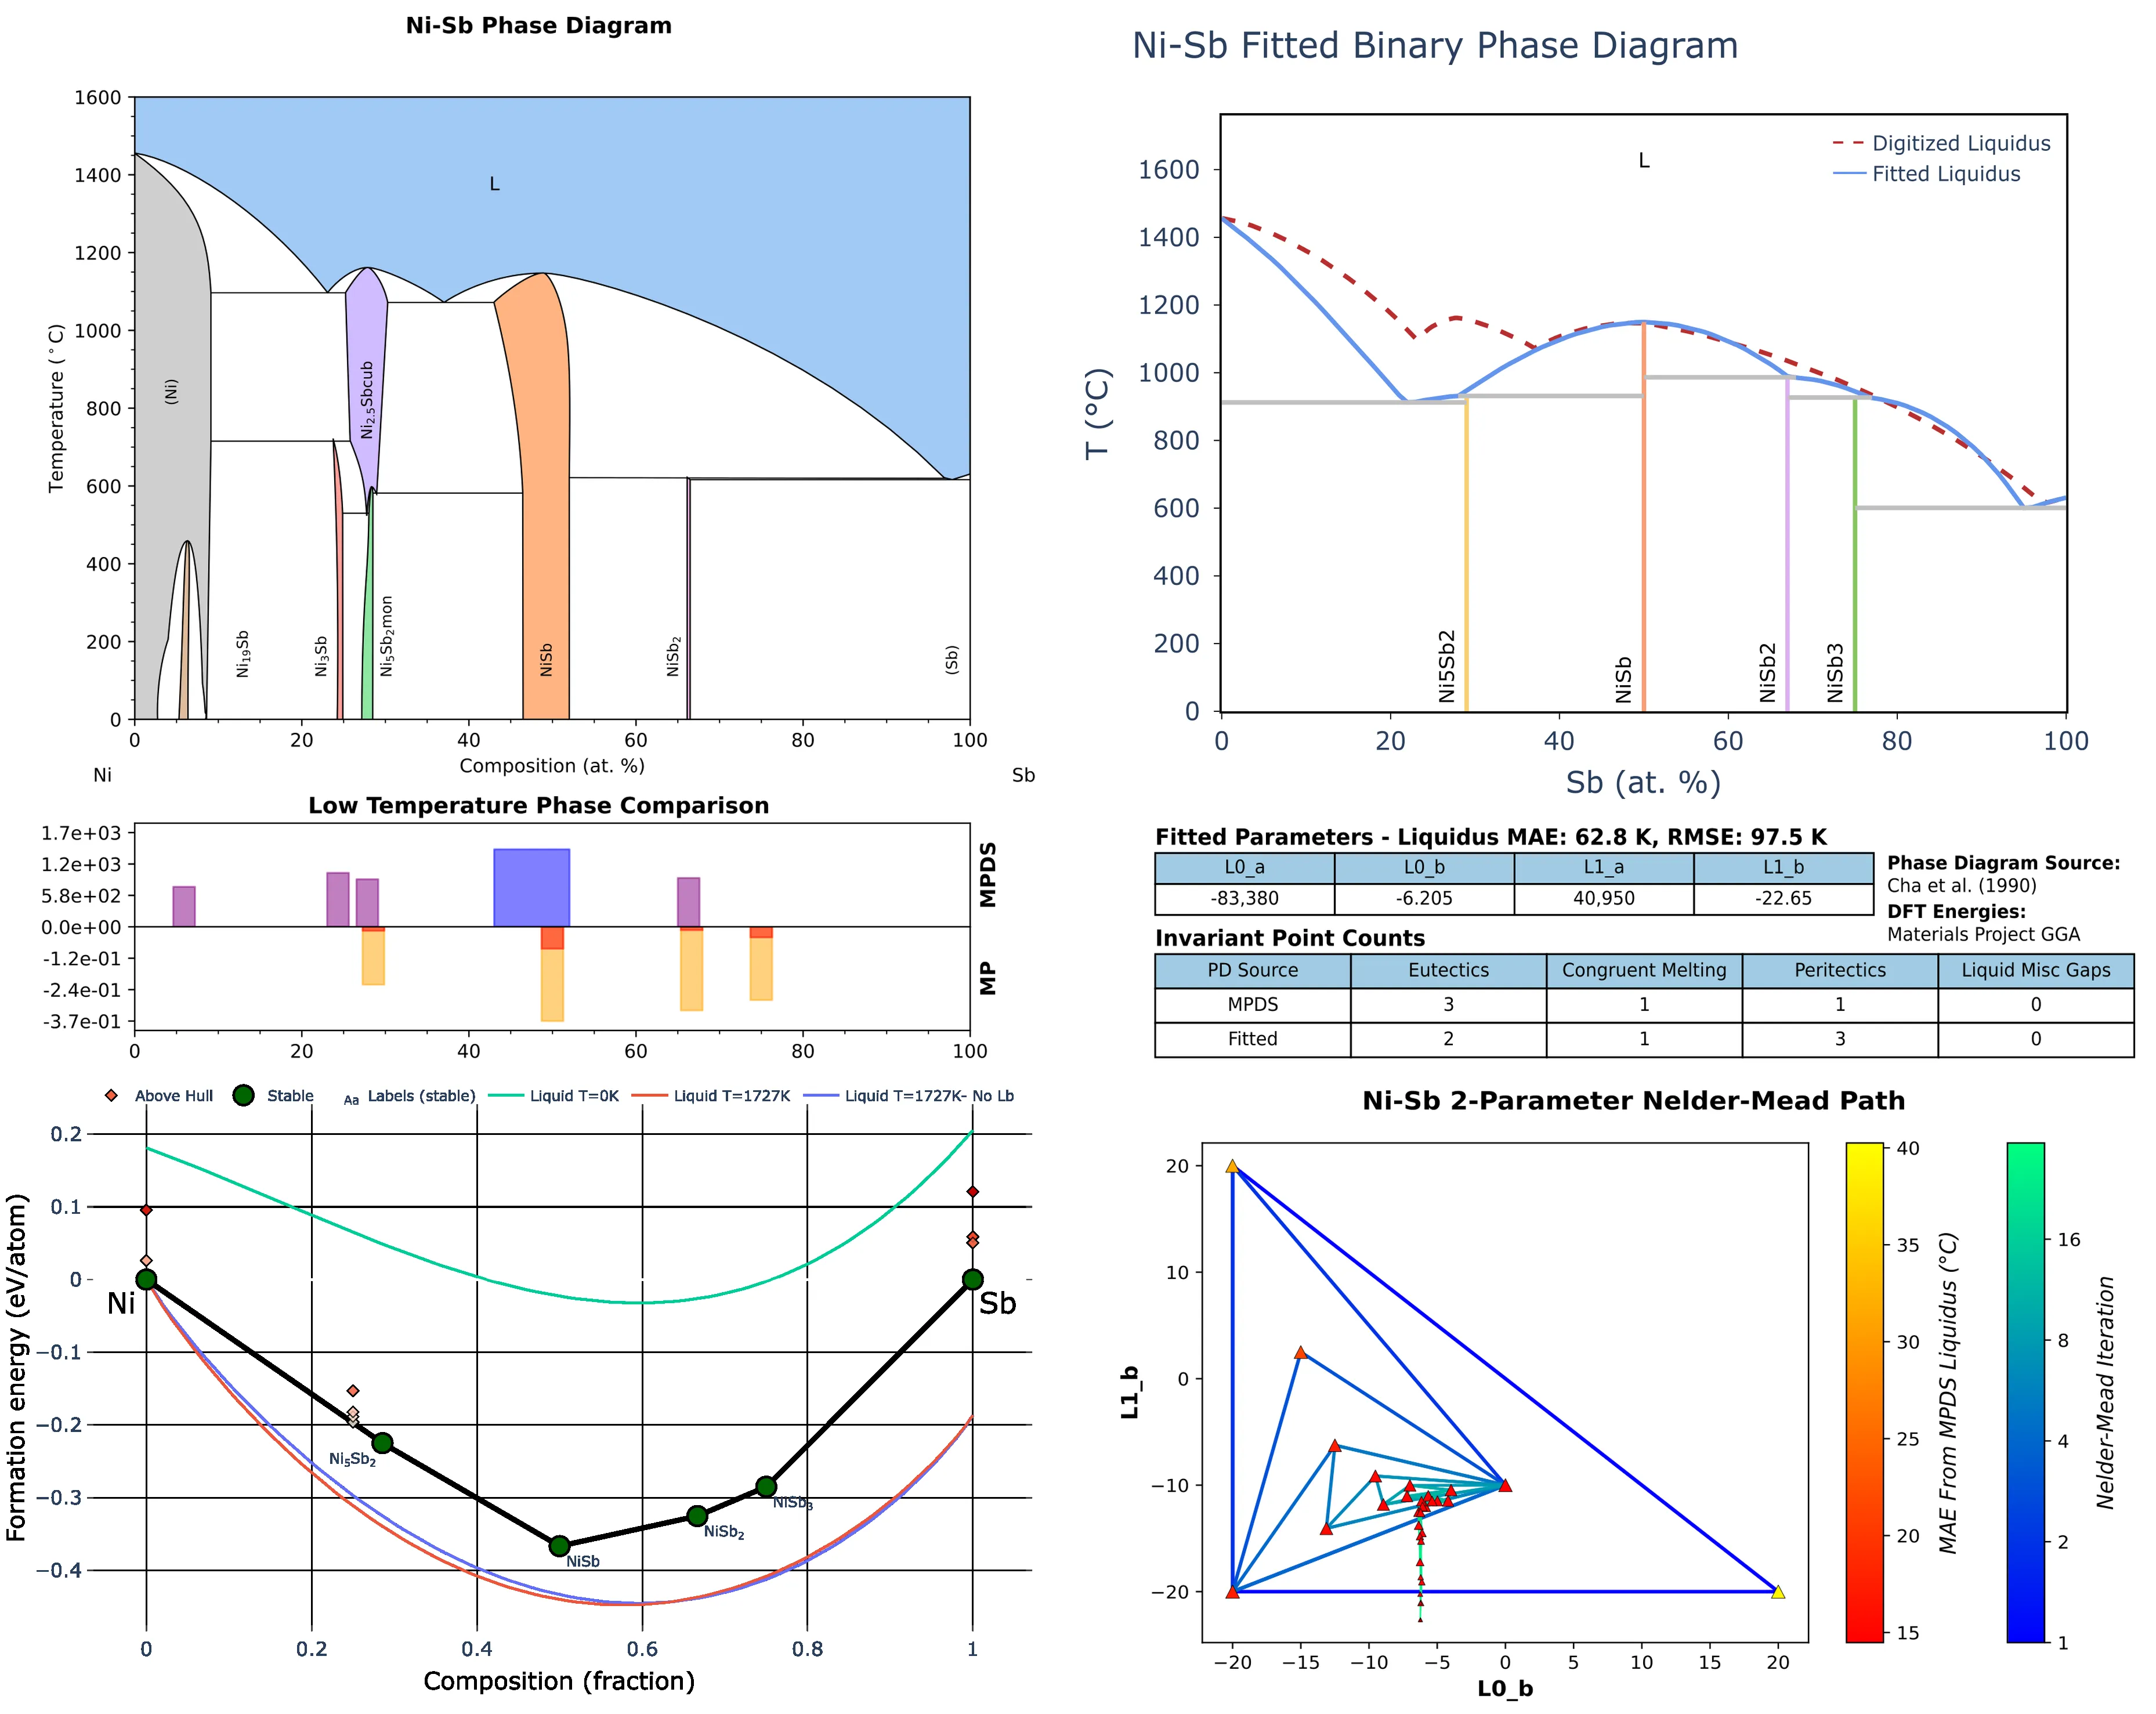 Ni-Sb Phase Diagram
1600
1400
1200
1000
800
600
400
200
0
Temperature (°C)
L
(Ni)
Ni2.5Sbcub
Ni19Sb
Ni3Sb
Ni5Sb2mon
NiSb
NiSb2
(Sb)
0 20 40 60 80 100
Composition (at. %)
Ni Sb
Ni-Sb Fitted Binary Phase Diagram
Digitized Liquidus
Fitted Liquidus
L
1600
1400
1200
1000
800
600
400
200
0
T (°C)
Ni5Sb2
NiSb
NiSb2
NiSb3
0 20 40 60 80 100
Sb (at. %)
Low Temperature Phase Comparison
1.7e+03
1.2e+03
5.8e+02
0.0e+00
-1.2e-01
-2.4e-01
-3.7e-01
MPDS
MP
0 20 40 60 80 100
Fitted Parameters - Liquidus MAE: 62.8 K, RMSE: 97.5 K
L0_a L0_b L1_a L1_b
-83,380 -6.205 40,950 -22.65
Phase Diagram Source:
Cha et al. (1990)
DFT Energies:
Materials Project GGA
Invariant Point Counts
PD Source Eutectics Congruent Melting Peritectics Liquid Misc Gaps
MPDS 3 1 1 0
Fitted 2 1 3 0
Above Hull Stable Aa Labels (stable) Liquid T=0K Liquid T=1727K Liquid T=1727K- No Lb
0.2
0.1
0
−0.1
−0.2
−0.3
−0.4
Formation energy (eV/atom)
Ni
Sb
Ni5Sb2
NiSb
NiSb2
NiSb3
0 0.2 0.4 0.6 0.8 1
Composition (fraction)
Ni-Sb 2-Parameter Nelder-Mead Path
20
10
0
−10
−20
L1_b
−20 −15 −10 −5 0 5 10 15 20
L0_b
40
35
30
25
20
15
MAE From MPDS Liquidus (°C)
16
8
4
2
1
Nelder-Mead Iteration